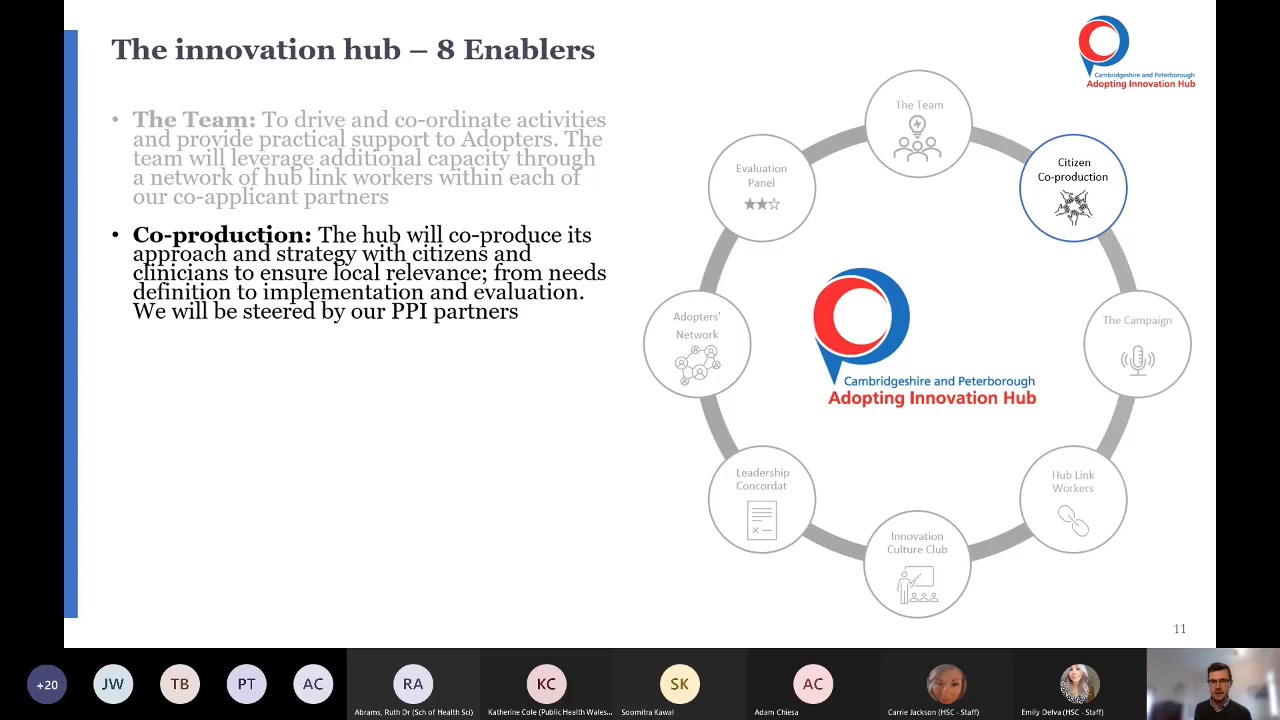 The innovation hub – 8 Enablers
Cambridgeshire and Peterborough
Adopting Innovation Hub
• The Team: To drive and co-ordinate activities
and provide practical support to Adopters. The
team will leverage additional capacity through
a network of hub link workers within each of
our co-applicant partners
• Co-production: The hub will co-produce its
approach and strategy with citizens and
clinicians to ensure local relevance; from needs
definition to implementation and evaluation.
We will be steered by our PPI partners
The Team
Citizen
Co-production
The Campaign
Hub Link
Workers
Innovation
Culture Club
Leadership
Concordat
Adopters'
Network
Evaluation
Panel
Cambridgeshire and Peterborough
Adopting Innovation Hub
11
+20
JW
TB
PT
AC
RA
Abrams, Ruth Dr (Sch of Health Sci)
KC
Katherine Cole (Public Health Wales...
SK
Soomitra Kawal
AC
Adam Chiesa
Carrie Jackson (HSC - Staff)
Emily Delva (HSC - Staff)